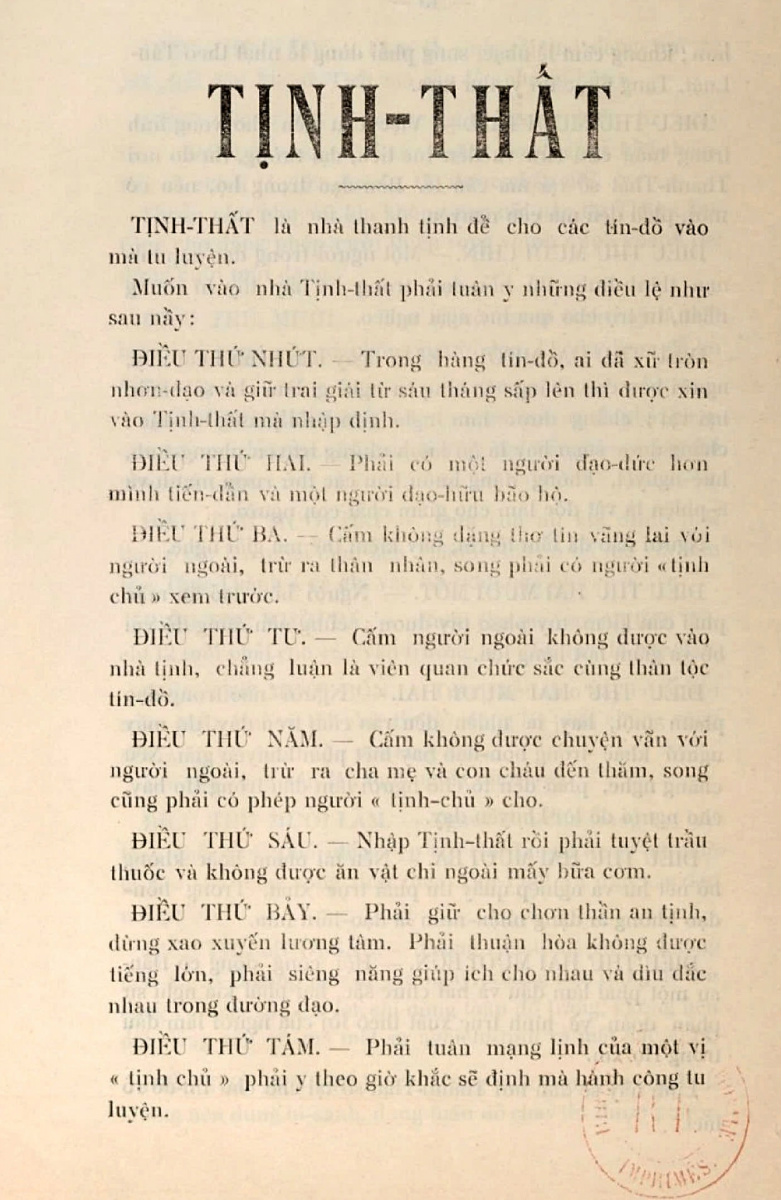 TỊNH-THẤT
TỊNH-THẤT là nhà thanh tịnh để cho các tín-đồ vào
mà tu luyện.
Muốn vào nhà Tịnh-thất phải tuân y những điều lệ như
sau nầy:
ĐIỀU THỨ NHỨT. — Trong hàng tín-đồ, ai đã xử tròn
nhơn-đạo và giữ trai giải từ sáu tháng sấp lên thì được xin
vào Tịnh-thất mà nhập định.
ĐIỀU THỨ HAI. — Phải có một người đạo-đức hơn
mình tiến-dẫn và một người đạo-hữu bão hộ.
ĐIỀU THỨ BA. — Cấm không đặng thơ tín vãng lai với
người ngoài, trừ ra thân nhân, song phải có người «tịnh
chủ» xem trước.
ĐIỀU THỨ TƯ. — Cấm người ngoài không được vào
nhà tịnh, chẳng luận là viên quan chức sắc cùng thân tộc
tín-đồ.
ĐIỀU THỨ NĂM. — Cấm không được chuyện vãn với
người ngoài, trừ ra cha mẹ và con cháu đến thăm, song
cũng phải có phép người « tịnh-chủ » cho.
ĐIỀU THỨ SÁU. — Nhập Tịnh-thất rồi phải tuyệt trầu
thuốc và không được ăn vật chi ngoài mấy bữa cơm.
ĐIỀU THỨ BẢY. — Phải giữ cho chơn thần an tịnh,
đừng xao xuyến lương tâm. Phải thuận hòa không được
tiếng lớn, phải siêng năng giúp ích cho nhau và dìu dắc
nhau trong đường đạo.
ĐIỀU THỨ TÁM. — Phải tuân mạng lịnh của một vị
« tịnh chủ » phải y theo giờ khắc sẽ định mà hành công tu
luyện.
IMPRIMÉS.